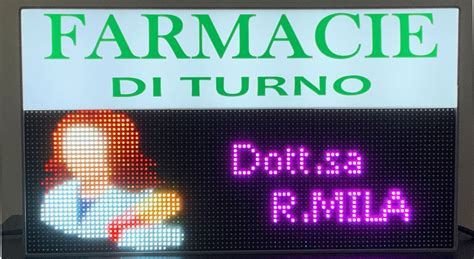 FARMACIE
DI TURNO
Dott.sa
R.MILA